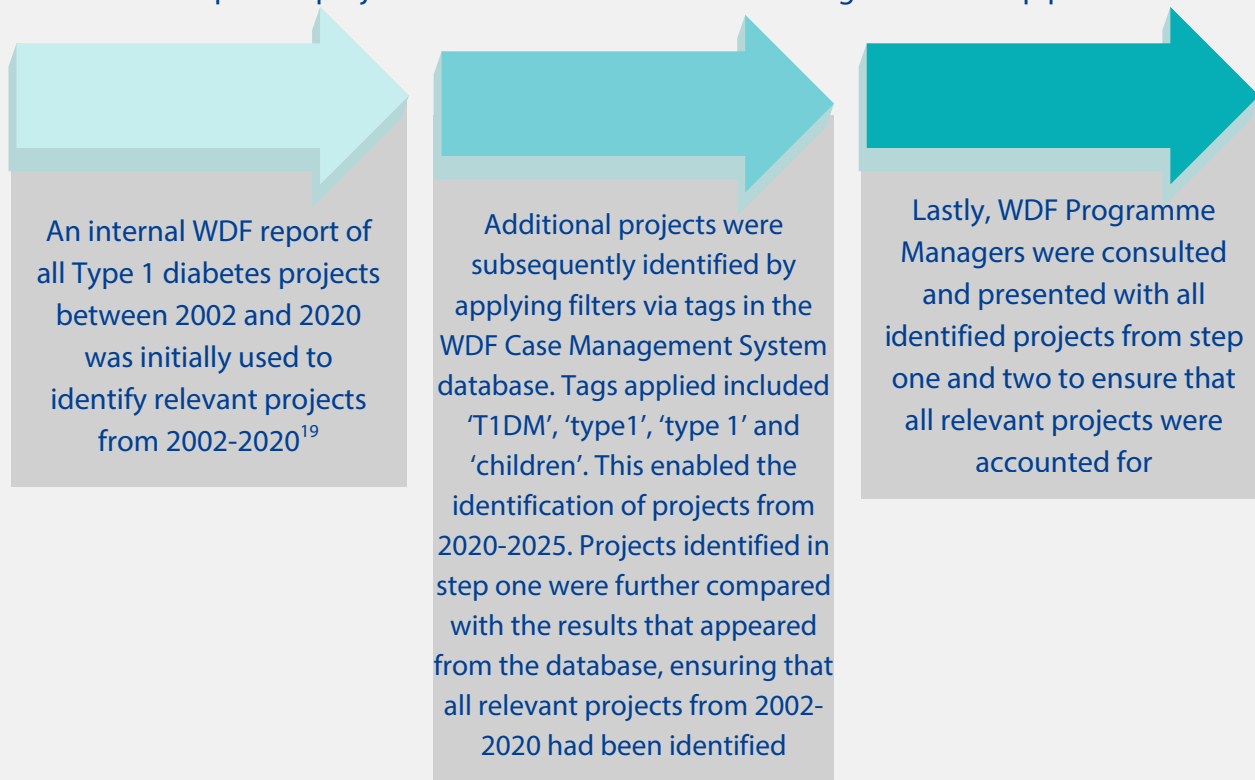 An internal WDF report of
all Type 1 diabetes projects
between 2002 and 2020
was initially used to
identify relevant projects
from 2002-2020¹⁹
Additional projects were
subsequently identified by
applying filters via tags in the
WDF Case Management System
database. Tags applied included
‘T1DM’, ‘type1’, ‘type 1’ and
‘children’. This enabled the
identification of projects from
2020-2025. Projects identified in
step one were further compared
with the results that appeared
from the database, ensuring that
all relevant projects from 2002-
2020 had been identified
Lastly, WDF Programme
Managers were consulted
and presented with all
identified projects from step
one and two to ensure that
all relevant projects were
accounted for